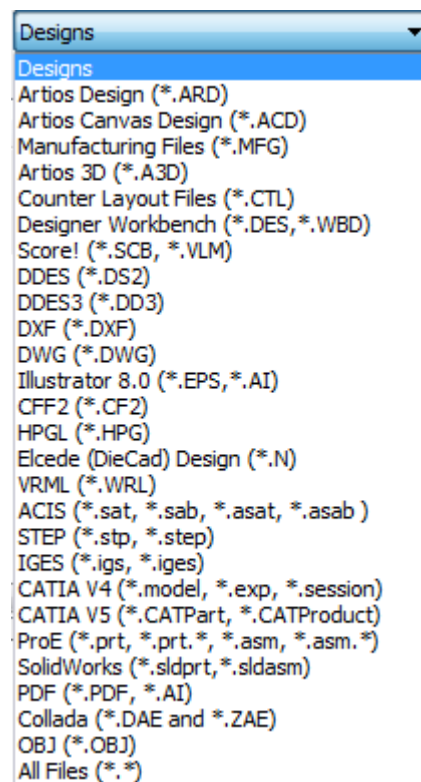 Designs
Designs
Artios Design (*.ARD)
Artios Canvas Design (*.ACD)
Manufacturing Files (*.MFG)
Artios 3D (*.A3D)
Counter Layout Files (*.CTL)
Designer Workbench (*.DES,*.WBD)
Score! (*.SCB, *.VLM)
DDES (*.DS2)
DDES3 (*.DD3)
DXF (*.DXF)
DWG (*.DWG)
Illustrator 8.0 (*.EPS,*.AI)
CFF2 (*.CF2)
HPGL (*.HPG)
Elcede (DieCad) Design (*.N)
VRML (*.WRL)
ACIS (*.sat, *.sab, *.asat, *.asab )
STEP (*.stp, *.step)
IGES (*.igs, *.iges)
CATIA V4 (*.model, *.exp, *.session)
CATIA V5 (*.CATPart, *.CATProduct)
ProE (*.prt, *.prt.*, *.asm, *.asm.*)
SolidWorks (*.sldprt,*.sldasm)
PDF (*.PDF, *.AI)
Collada (*.DAE and *.ZAE)
OBJ (*.OBJ)
All Files (*.*)